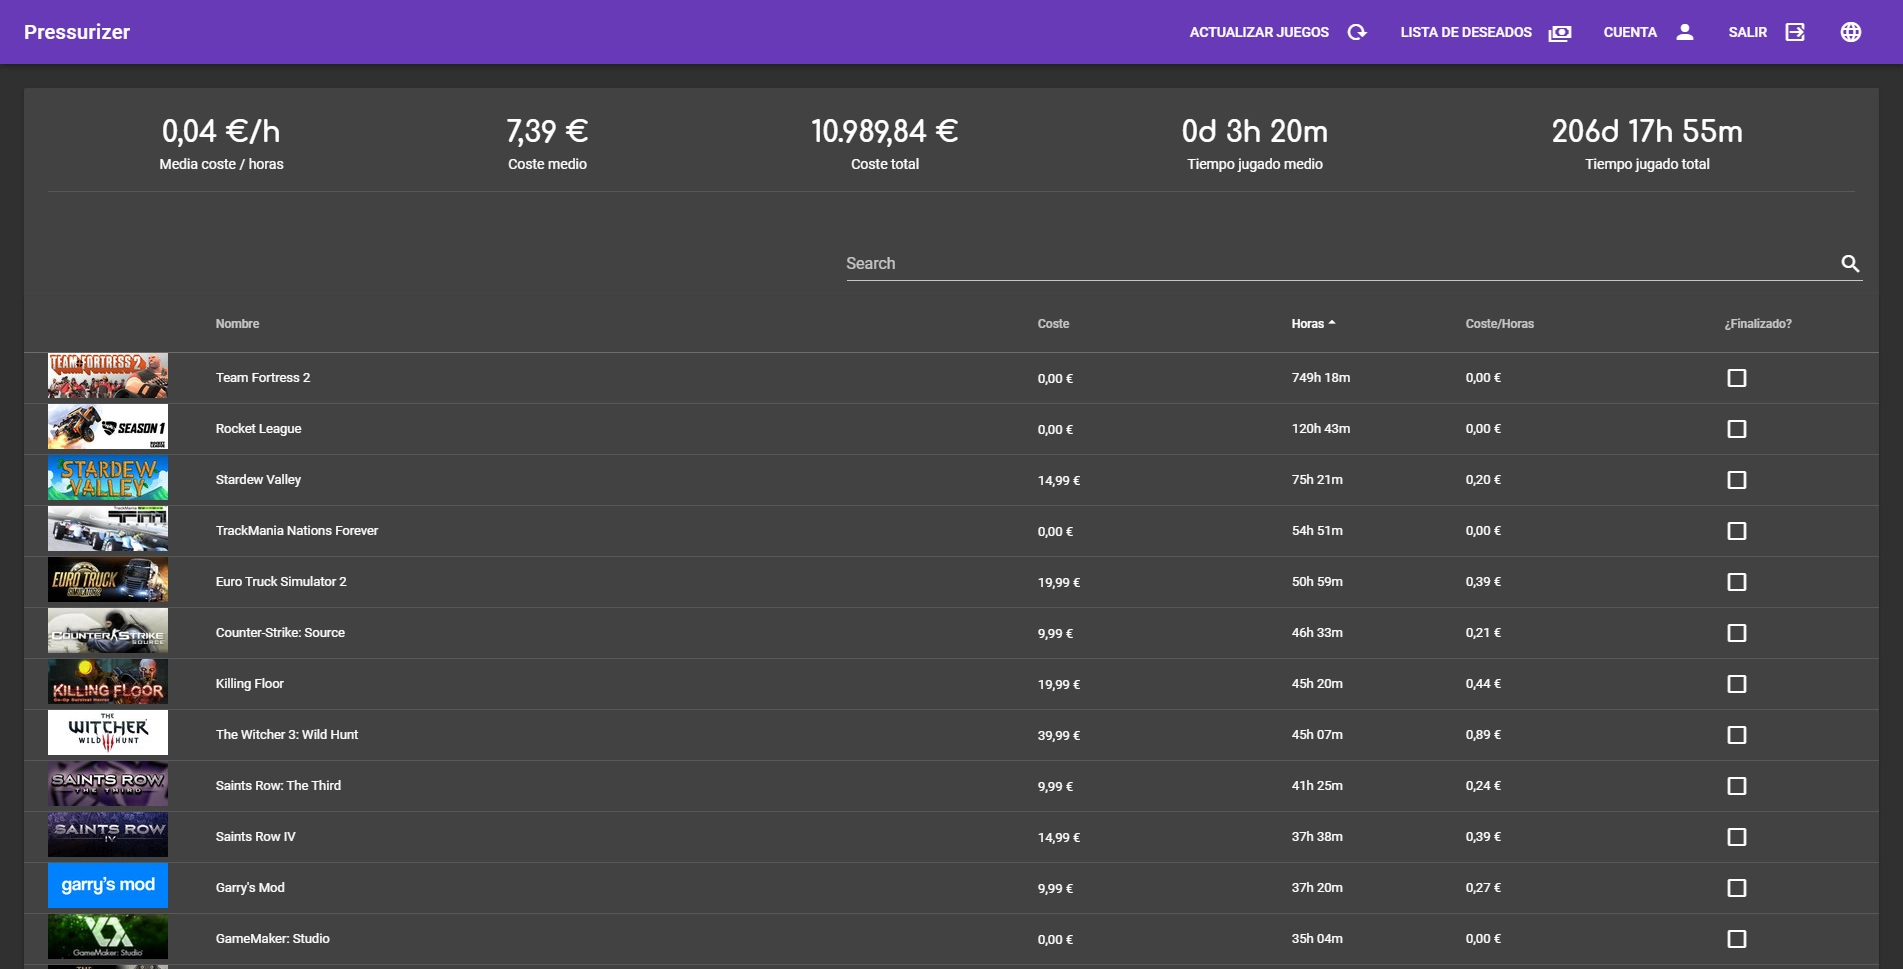 Pressurizer
ACTUALIZAR JUEGOS LISTA DE DESEADOS CUENTA SALIR
0,04 €/h 7,39 € 10.989,84 € 0d 3h 20m 206d 17h 55m
Media coste / horas Coste medio Coste total Tiempo jugado medio Tiempo jugado total
Search
Nombre Coste Horas Coste/Horas ¿Finalizado?
TEAM FORTRESS 2 Team Fortress 2 0,00 € 749h 18m 0,00 €
SEASON 1 ROCKET LEAGUE Rocket League 0,00 € 120h 43m 0,00 €
STARDEW VALLEY Stardew Valley 14,99 € 75h 21m 0,20 €
TrackMania TM TrackMania Nations Forever 0,00 € 54h 51m 0,00 €
EURO TRUCK SIMULATOR 2 Euro Truck Simulator 2 19,99 € 50h 59m 0,39 €
COUNTER STRIKE SOURCE Counter-Strike: Source 9,99 € 46h 33m 0,21 €
KILLING FLOOR Co-Op Survival Horror Killing Floor 19,99 € 45h 20m 0,44 €
THE WITCHER WILD HUNT The Witcher 3: Wild Hunt 39,99 € 45h 07m 0,89 €
SAINTS ROW THE THIRD Saints Row: The Third 9,99 € 41h 25m 0,24 €
SAINTS ROW IV Saints Row IV 14,99 € 37h 38m 0,39 €
garry's mod Garry's Mod 9,99 € 37h 20m 0,27 €
GameMaker: Studio GameMaker: Studio 0,00 € 35h 04m 0,00 €